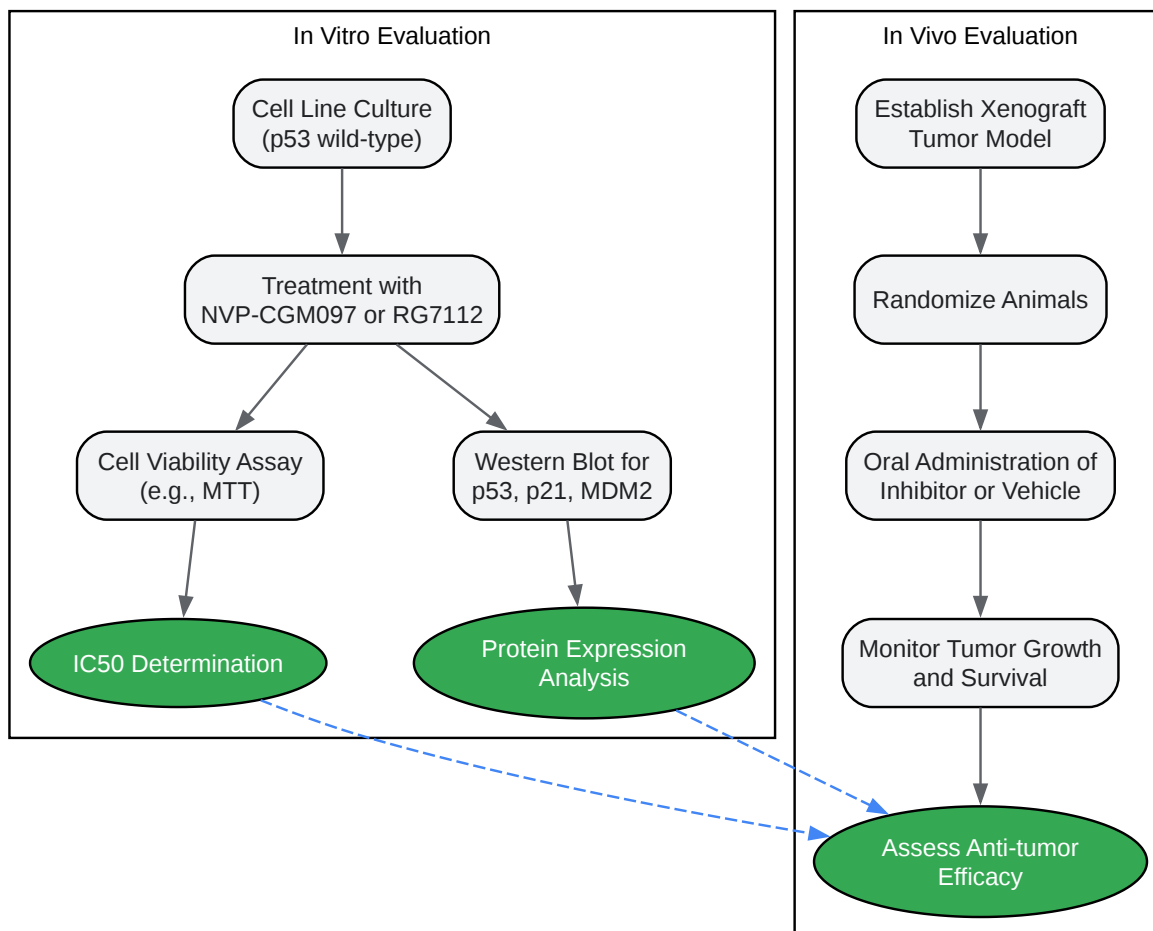 In Vitro Evaluation
Cell Line Culture
(p53 wild-type)
Treatment with
NVP-CGM097 or RG7112
Cell Viability Assay
(e.g., MTT)
Western Blot for
p53, p21, MDM2
IC50 Determination
Protein Expression
Analysis
In Vivo Evaluation
Establish Xenograft
Tumor Model
Randomize Animals
Oral Administration of
Inhibitor or Vehicle
Monitor Tumor Growth
and Survival
Assess Anti-tumor
Efficacy